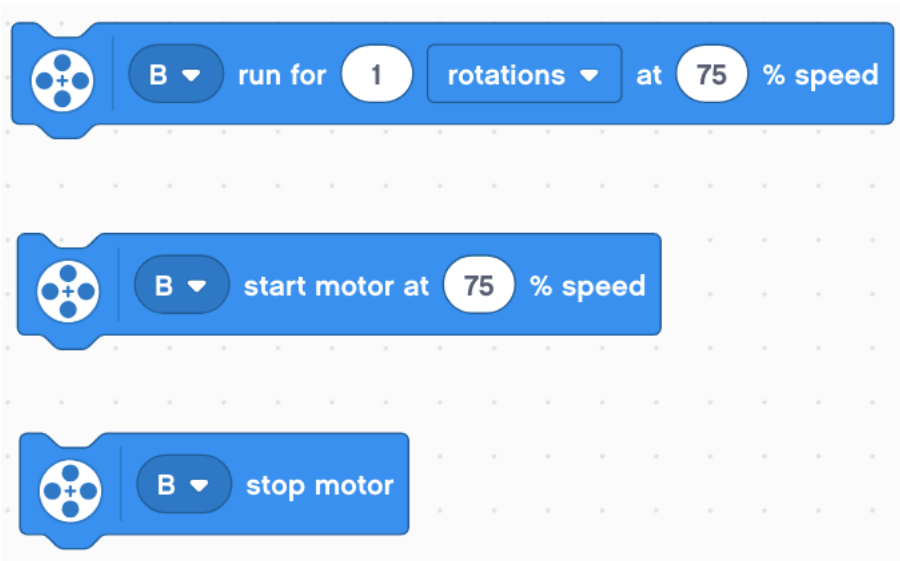 B run for 1 rotations at 75 % speed
B start motor at 75 % speed
B stop motor